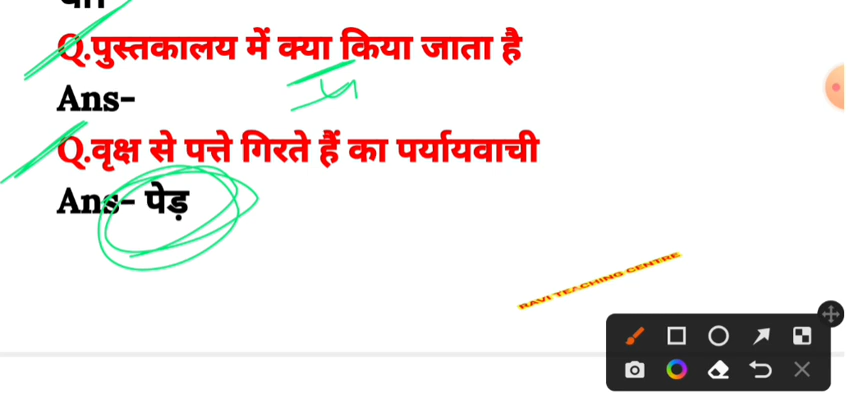 Q.पुस्तकालय में क्या किया जाता है
Ans-
Q.वृक्ष से पत्ते गिरते हैं का पर्यायवाची
Ans- पेड़
RAVI TEACHING CENTRE